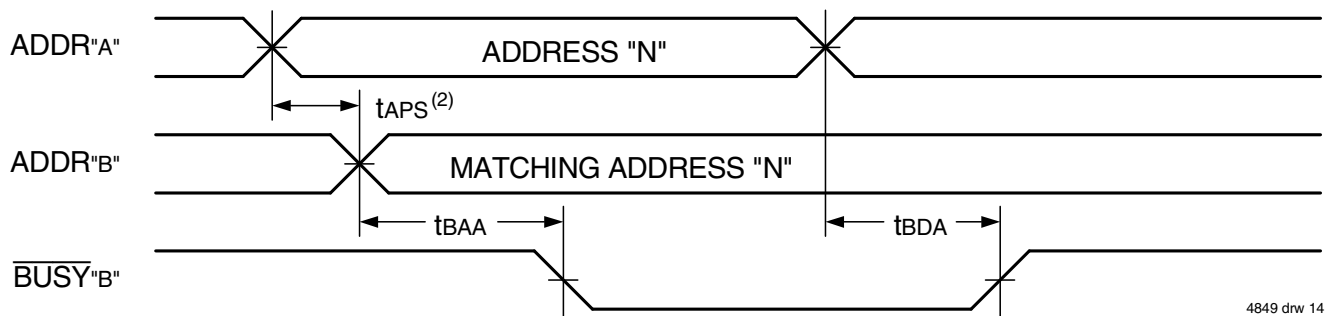 ADDR"A"
ADDRESS "N"
tAPS(2)
ADDR"B"
MATCHING ADDRESS "N"
tBAA
tBDA
BUSY"B"
4849 drw 14